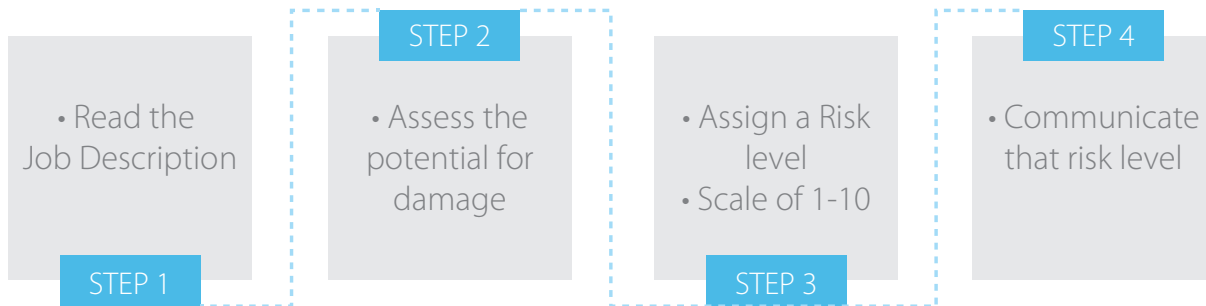 • Read the
Job Description
STEP 1
STEP 2
• Assess the
potential for
damage
• Assign a Risk
level
• Scale of 1-10
STEP 3
STEP 4
• Communicate
that risk level